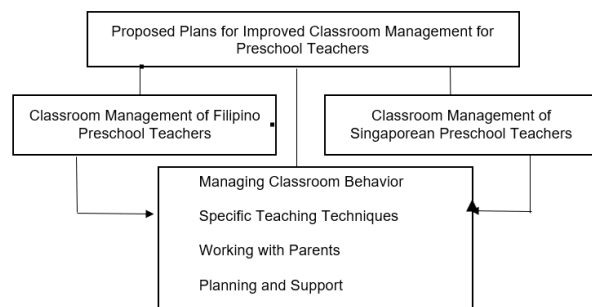 Proposed Plans for Improved Classroom Management for
Preschool Teachers
Classroom Management of Filipino
Preschool Teachers
Classroom Management of
Singaporean Preschool Teachers
Managing Classroom Behavior
Specific Teaching Techniques
Working with Parents
Planning and Support